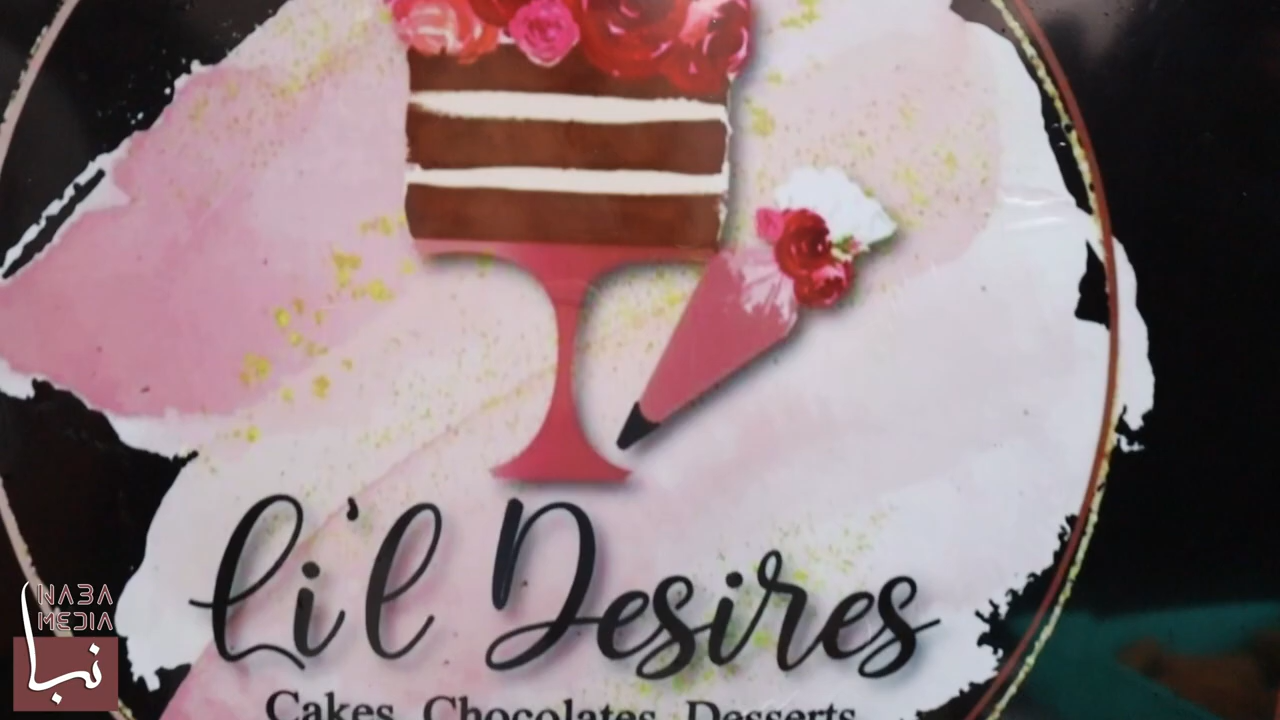 Li'l Desires
Cakes Chocolates Desserts
NABA
MEDIA
نبا